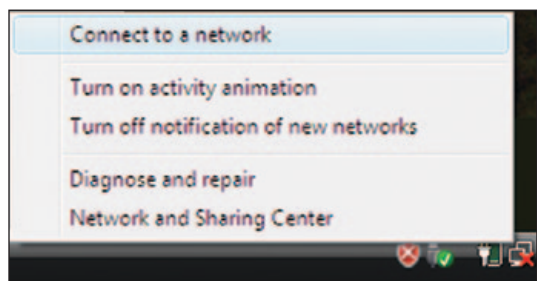 Connect to a network
Turn on activity animation
Turn off notification of new networks
Diagnose and repair
Network and Sharing Center